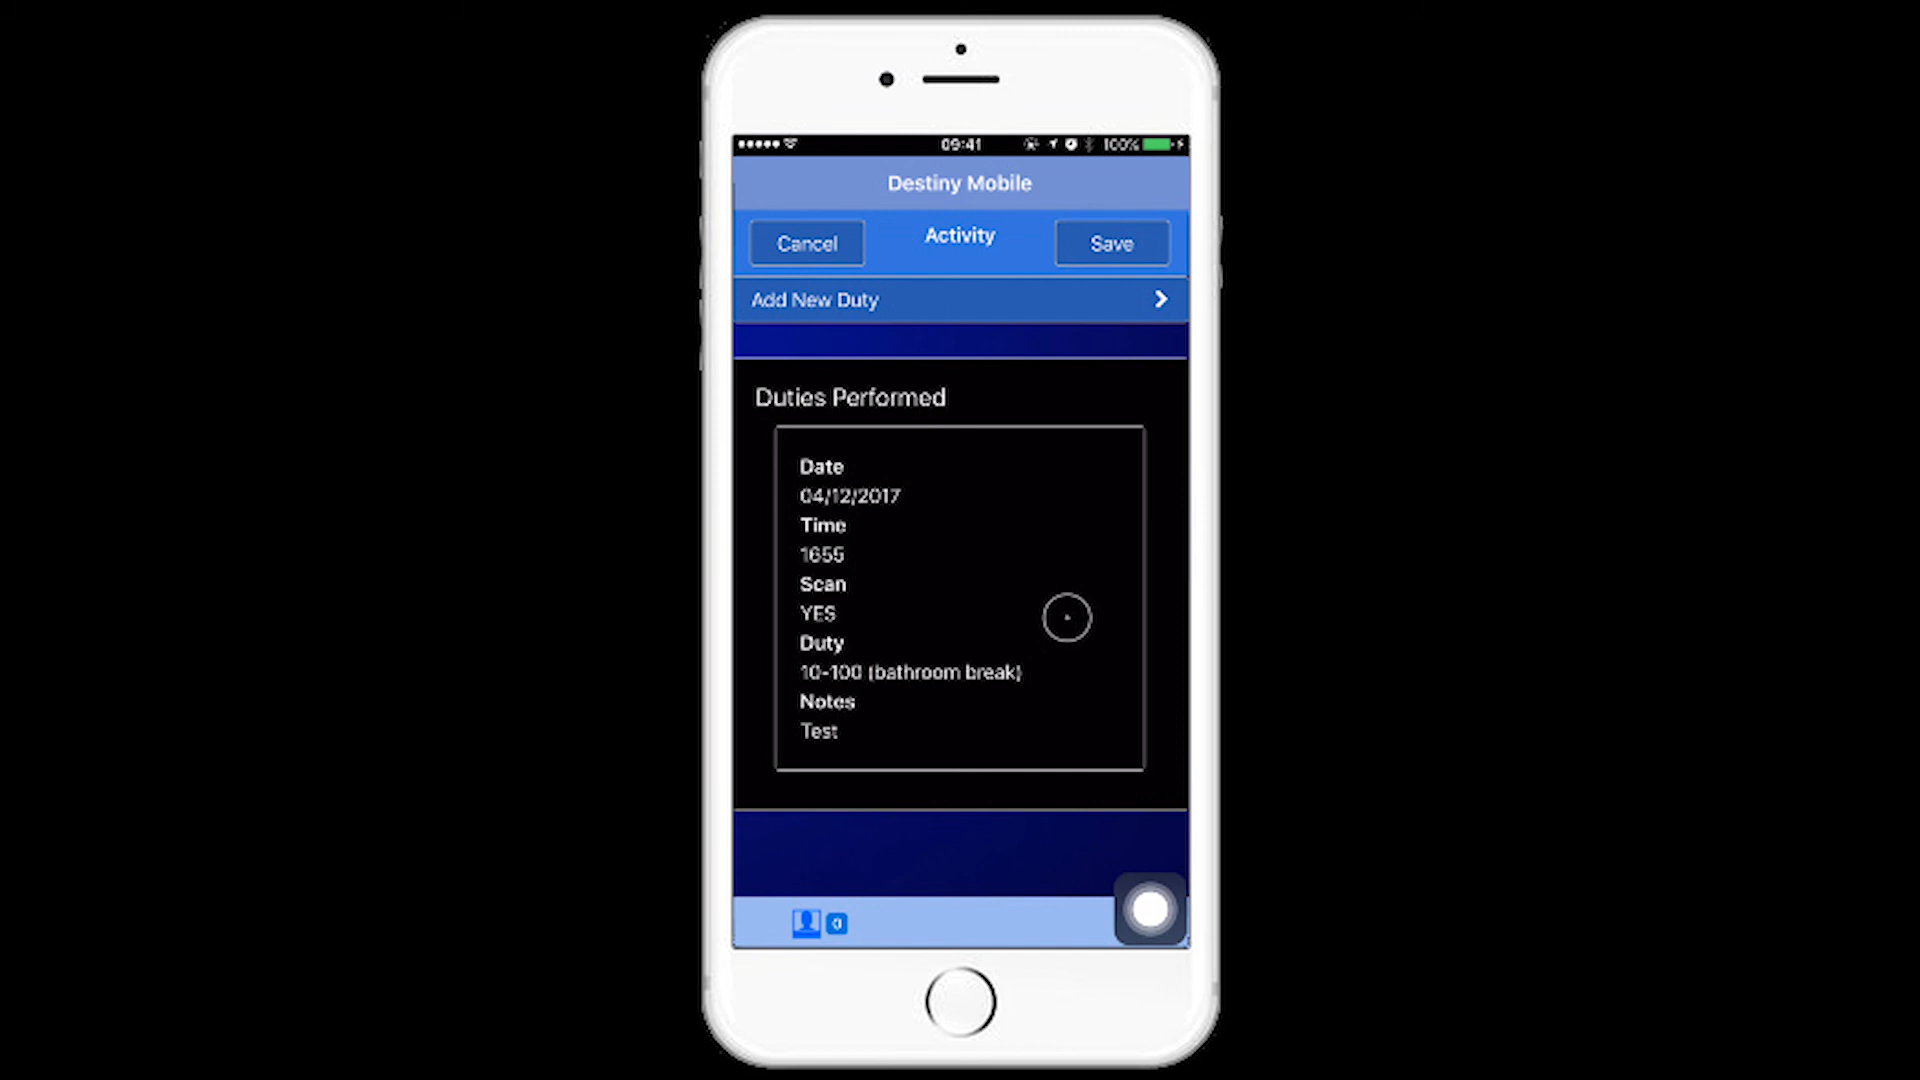 09:41
100%
Destiny Mobile
Cancel
Activity
Save
Add New Duty
Duties Performed
Date
04/12/2017
Time
1655
Scan
YES
Duty
10-100 (bathroom break)
Notes
Test
0